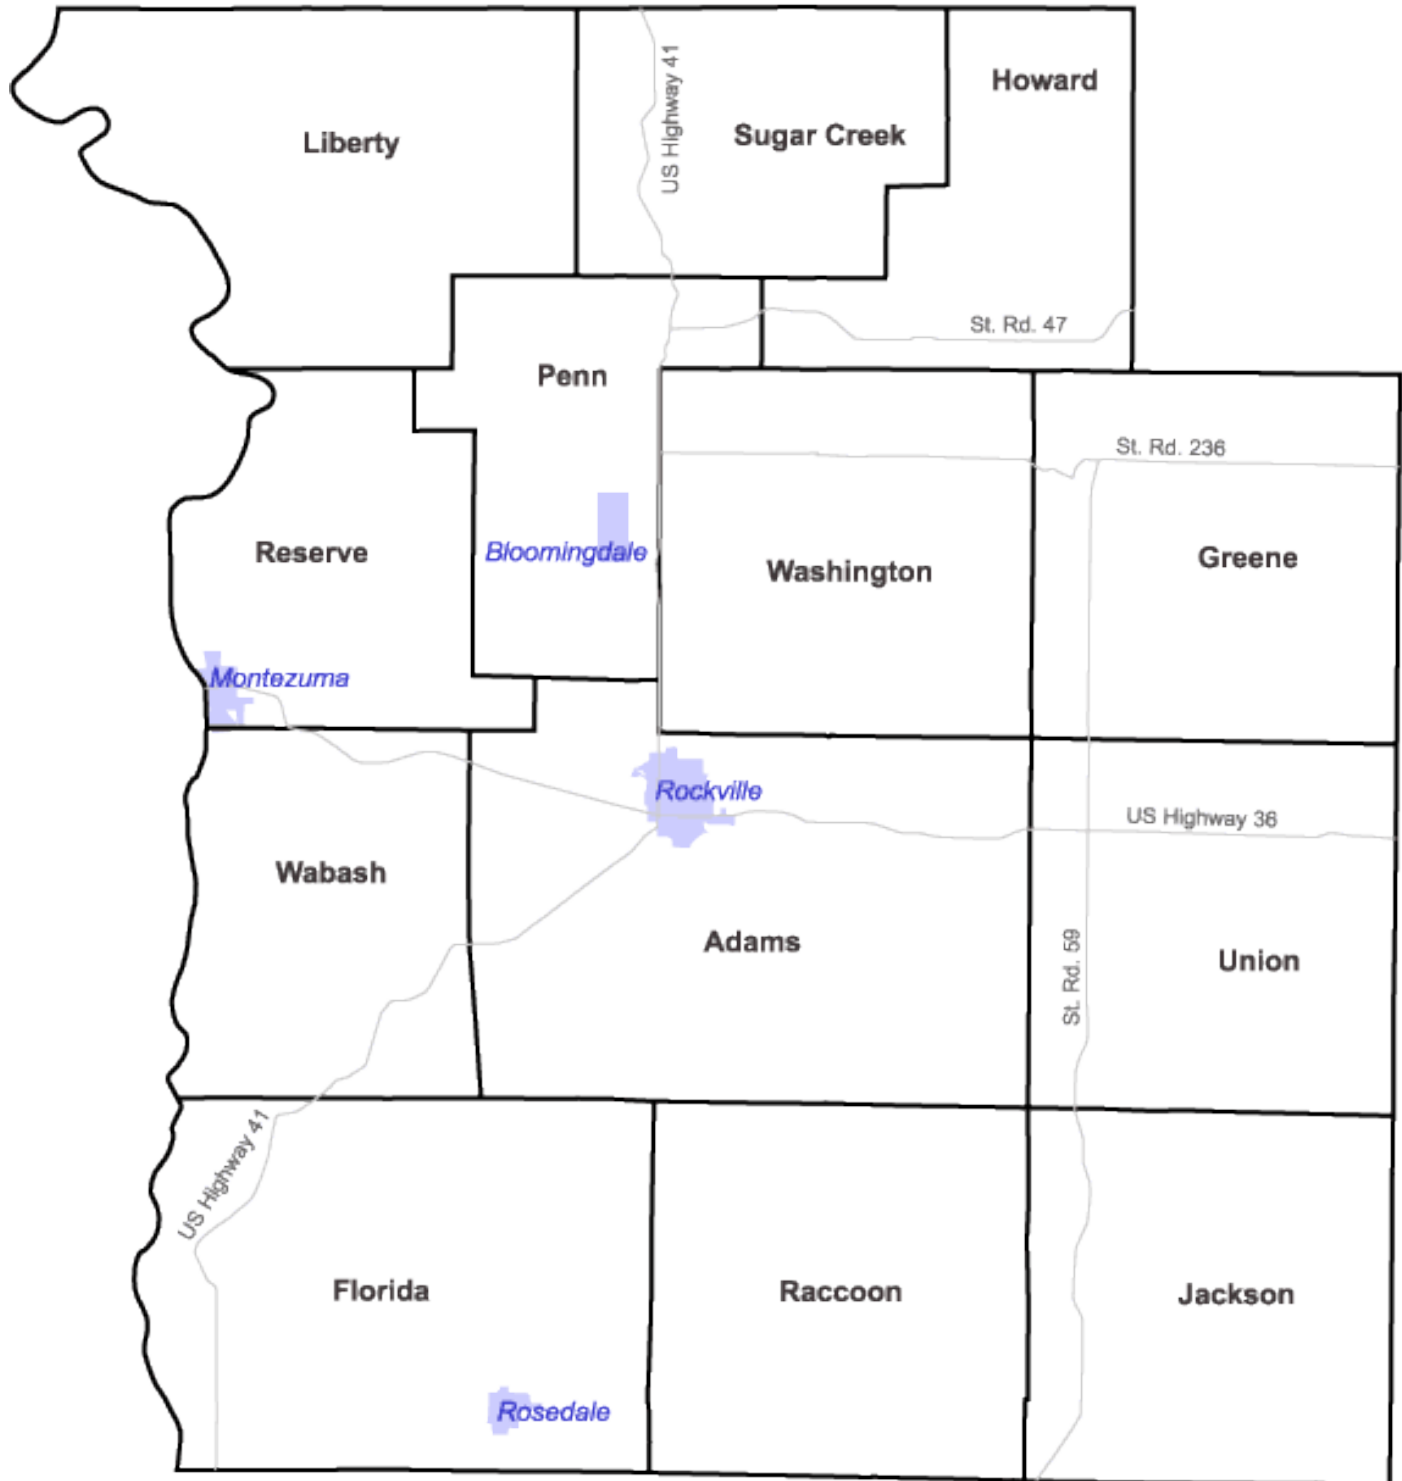 Howard
US Highway 41
Sugar Creek
Liberty
St. Rd. 47
Penn
St. Rd. 236
Reserve
Bloomingdale
Washington
Greene
Montezuma
Rockville
US Highway 36
Wabash
Adams
Union
St. Rd. 59
US Highway 41
Florida
Raccoon
Jackson
Rosedale